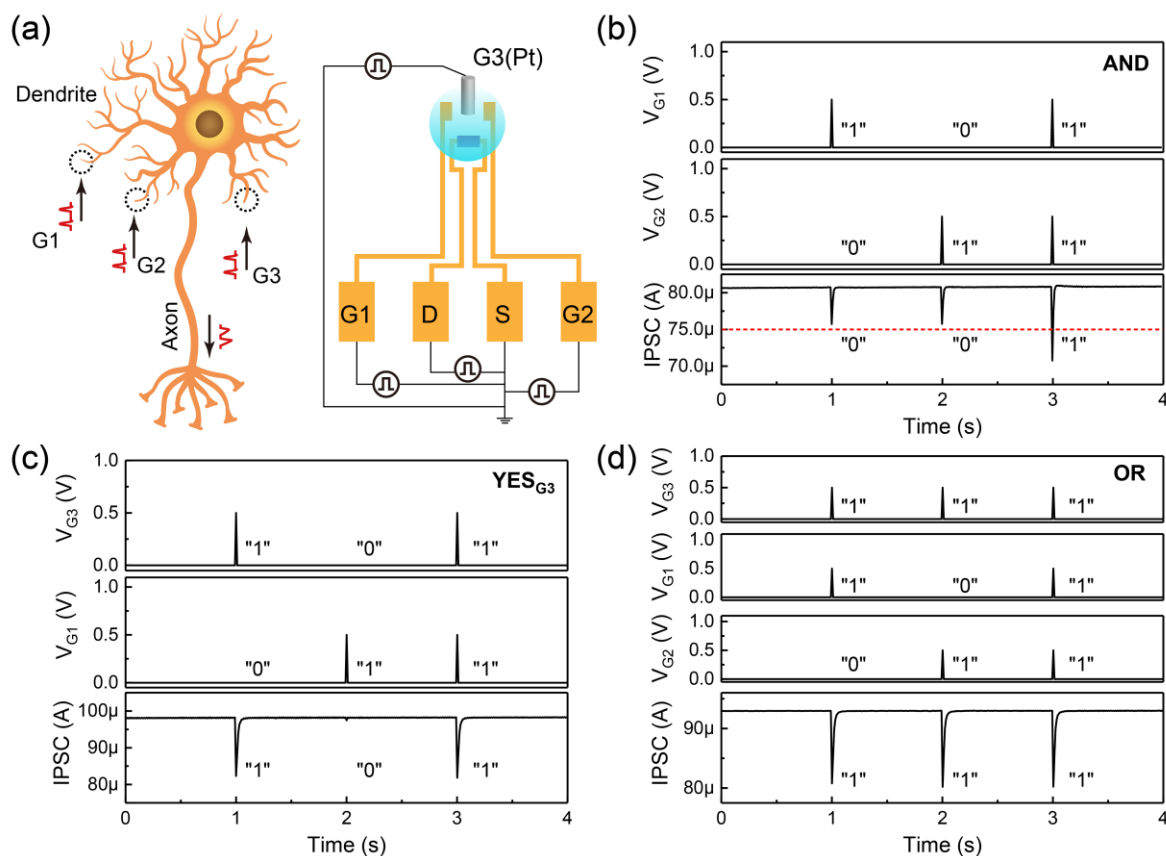 (a)
Dendrite
G1
G2
G3
Axon
G3(Pt)
G1 D S G2
(b)
AND
1.0
0.5
0.0
V_G1 (V)
"1" "0" "1"
1.0
0.5
0.0
V_G2 (V)
"0" "1" "1"
80.0μ
75.0μ
70.0μ
IPSC (A)
"0" "0" "1"
0 1 2 3 4
Time (s)
(c)
YES_G3
1.0
0.5
0.0
V_G3 (V)
"1" "0" "1"
1.0
0.5
0.0
V_G1 (V)
"0" "1" "1"
100μ
90μ
80μ
IPSC (A)
"1" "0" "1"
0 1 2 3 4
Time (s)
(d)
OR
1.0
0.5
0.0
V_G3 (V)
"1" "1" "1"
1.0
0.5
0.0
V_G1 (V)
"1" "0" "1"
1.0
0.5
0.0
V_G2 (V)
"0" "1" "1"
90μ
80μ
IPSC (A)
"1" "1" "1"
0 1 2 3 4
Time (s)